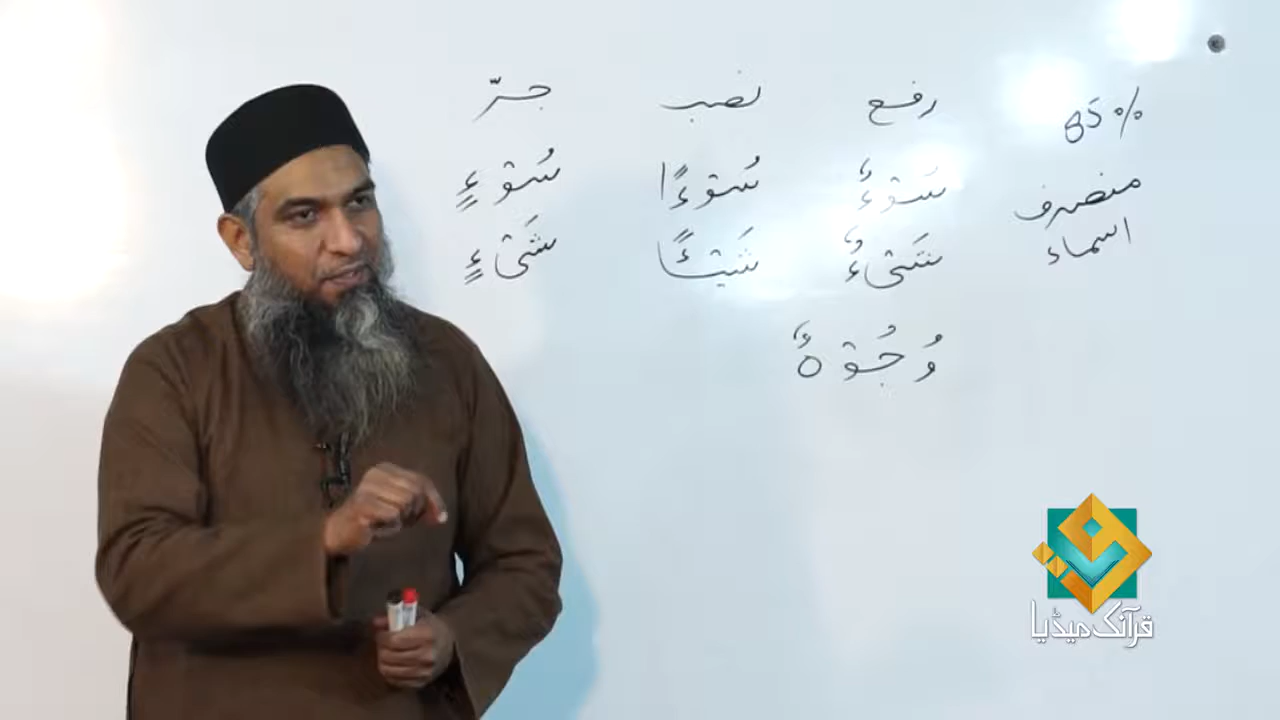 85% رفع نصب جرّ
منصرف سُوْءٌ سُوْءًا سُوْءٍ
اسماء شَیْءٌ شَیْـًٔا شَیْءٍ
وُجُوْهٌ
قرآنک میڈیا